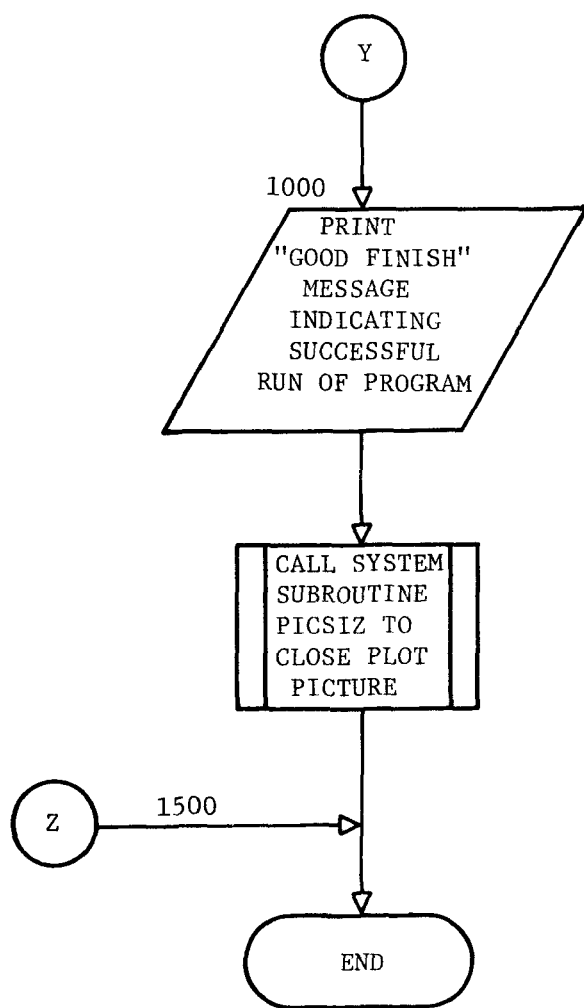 Y
1000
PRINT
"GOOD FINISH"
MESSAGE
INDICATING
SUCCESSFUL
RUN OF PROGRAM
CALL SYSTEM
SUBROUTINE
PICSIZ TO
CLOSE PLOT
PICTURE
Z
1500
END